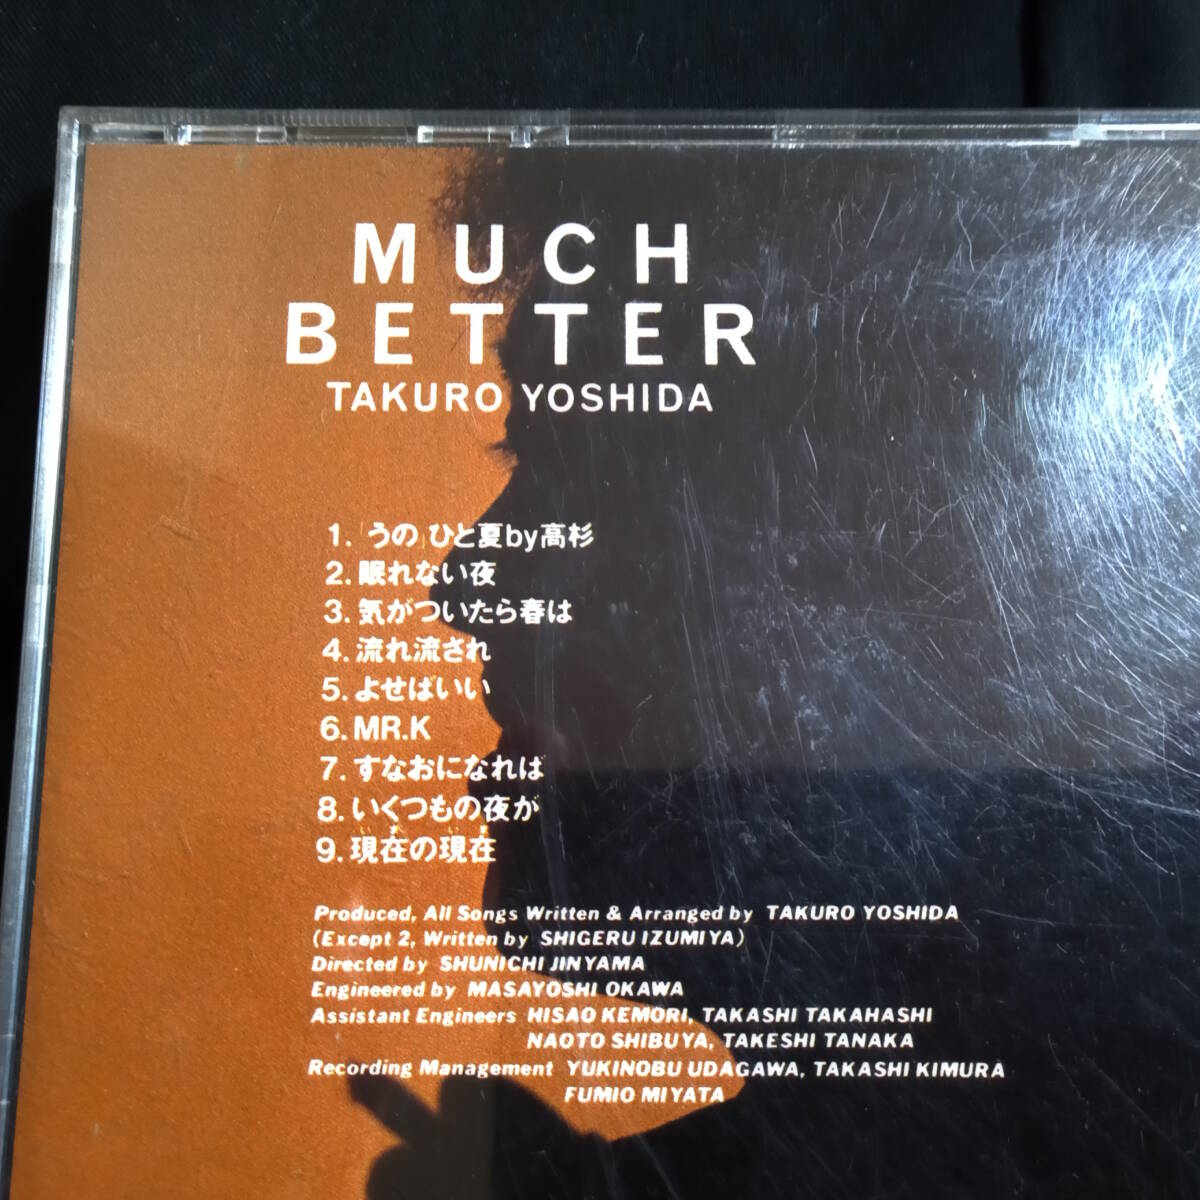 MUCH
BETTER
TAKURO YOSHIDA
1.「うの」ひと夏by高杉
2.眠れない夜
3.気がついたら春は
4.流れ流され
5.よせばいい
6.MR.K
7.すなおになれば
8.いくつもの夜が
9.現在の現在
Produced, All Songs Written & Arranged by TAKURO YOSHIDA
(Except 2, Written by SHIGERU IZUMIYA)
Directed by SHUNICHI JINYAMA
Engineered by MASAYOSHI OKAWA
Assistant Engineers HISAO KEMORI, TAKASHI TAKAHASHI
NAOTO SHIBUYA, TAKESHI TANAKA
Recording Management YUKINOBU UDAGAWA, TAKASHI KIMURA
FUMIO MIYATA